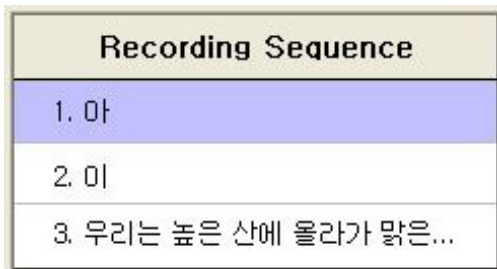 Recording Sequence
1. 아
2. 이
3. 우리는 높은 산에 올라가 맑은...